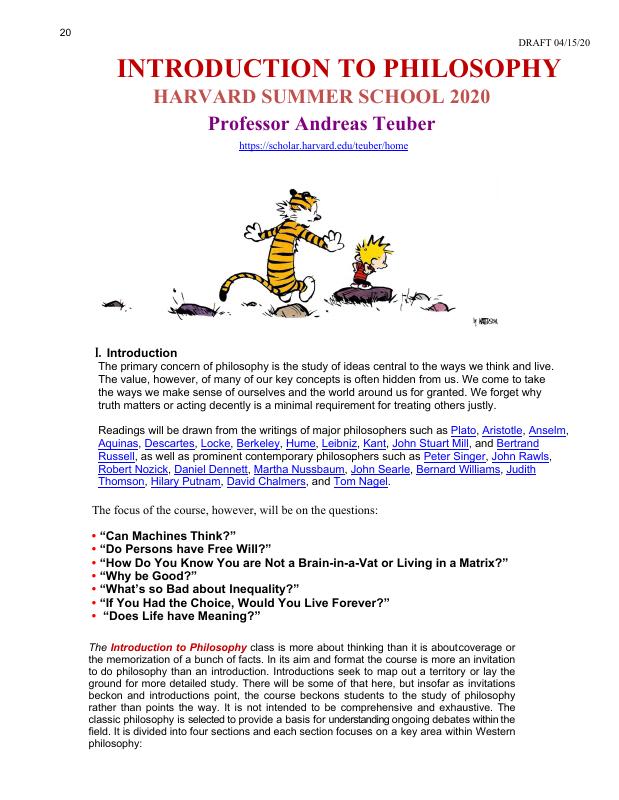 20
DRAFT 04/15/20
INTRODUCTION TO PHILOSOPHY
HARVARD SUMMER SCHOOL 2020
Professor Andreas Teuber
https://scholar.harvard.edu/teuber/home
by WATTERSON
I. Introduction
The primary concern of philosophy is the study of ideas central to the ways we think and live.
The value, however, of many of our key concepts is often hidden from us. We come to take
the ways we make sense of ourselves and the world around us for granted. We forget why
truth matters or acting decently is a minimal requirement for treating others justly.
Readings will be drawn from the writings of major philosophers such as Plato, Aristotle, Anselm,
Aquinas, Descartes, Locke, Berkeley, Hume, Leibniz, Kant, John Stuart Mill, and Bertrand
Russell, as well as prominent contemporary philosophers such as Peter Singer, John Rawls,
Robert Nozick, Daniel Dennett, Martha Nussbaum, John Searle, Bernard Williams, Judith
Thomson, Hilary Putnam, David Chalmers, and Tom Nagel.
The focus of the course, however, will be on the questions:
• “Can Machines Think?”
• “Do Persons have Free Will?”
• “How Do You Know You are Not a Brain-in-a-Vat or Living in a Matrix?”
• “Why be Good?”
• “What’s so Bad about Inequality?”
• “If You Had the Choice, Would You Live Forever?”
• “Does Life have Meaning?”
The Introduction to Philosophy class is more about thinking than it is aboutcoverage or
the memorization of a bunch of facts. In its aim and format the course is more an invitation
to do philosophy than an introduction. Introductions seek to map out a territory or lay the
ground for more detailed study. There will be some of that here, but insofar as invitations
beckon and introductions point, the course beckons students to the study of philosophy
rather than points the way. It is not intended to be comprehensive and exhaustive. The
classic philosophy is selected to provide a basis for understanding ongoing debates within the
field. It is divided into four sections and each section focuses on a key area within Western
philosophy: